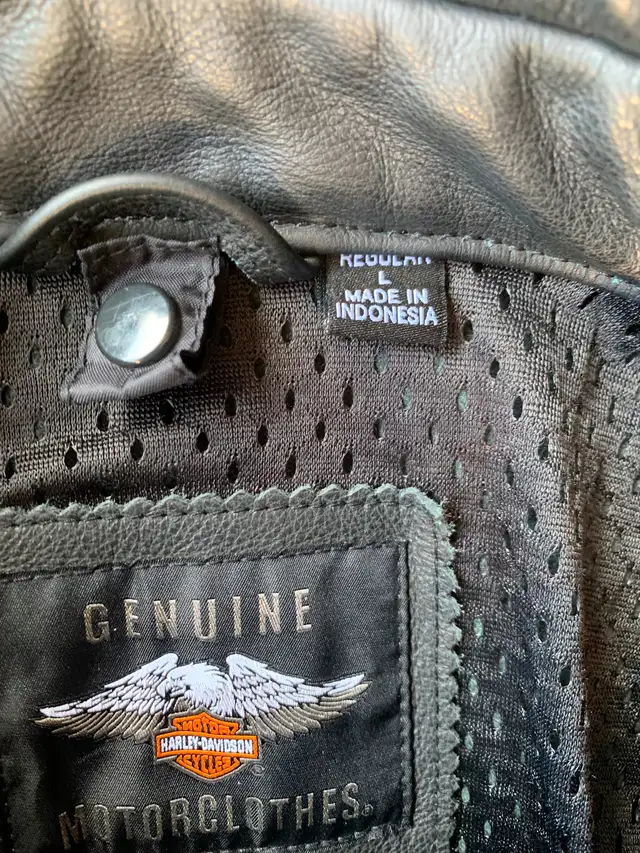 REGULAR
L
MADE IN
INDONESIA
GENUINE
MOTOR
HARLEY-DAVIDSON
CYCLES
®
MOTORCLOTHES®